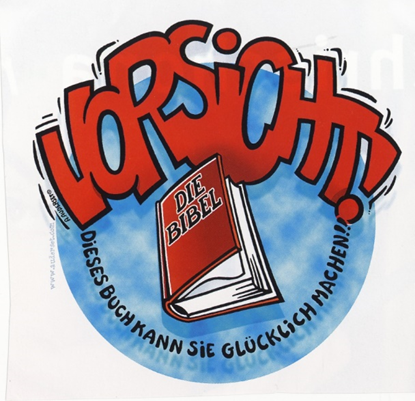 VORSiCHT!
DIE
BIBEL
DIESES BUCH KANN SiE GLÜCKLiCH MACHEN!!